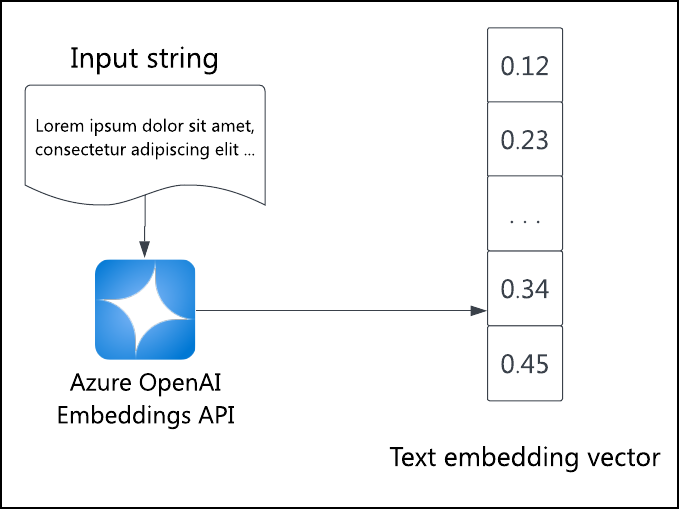 Input string
Lorem ipsum dolor sit amet,
consectetur adipiscing elit ...
Azure OpenAI
Embeddings API
0.12
0.23
. . .
0.34
0.45
Text embedding vector